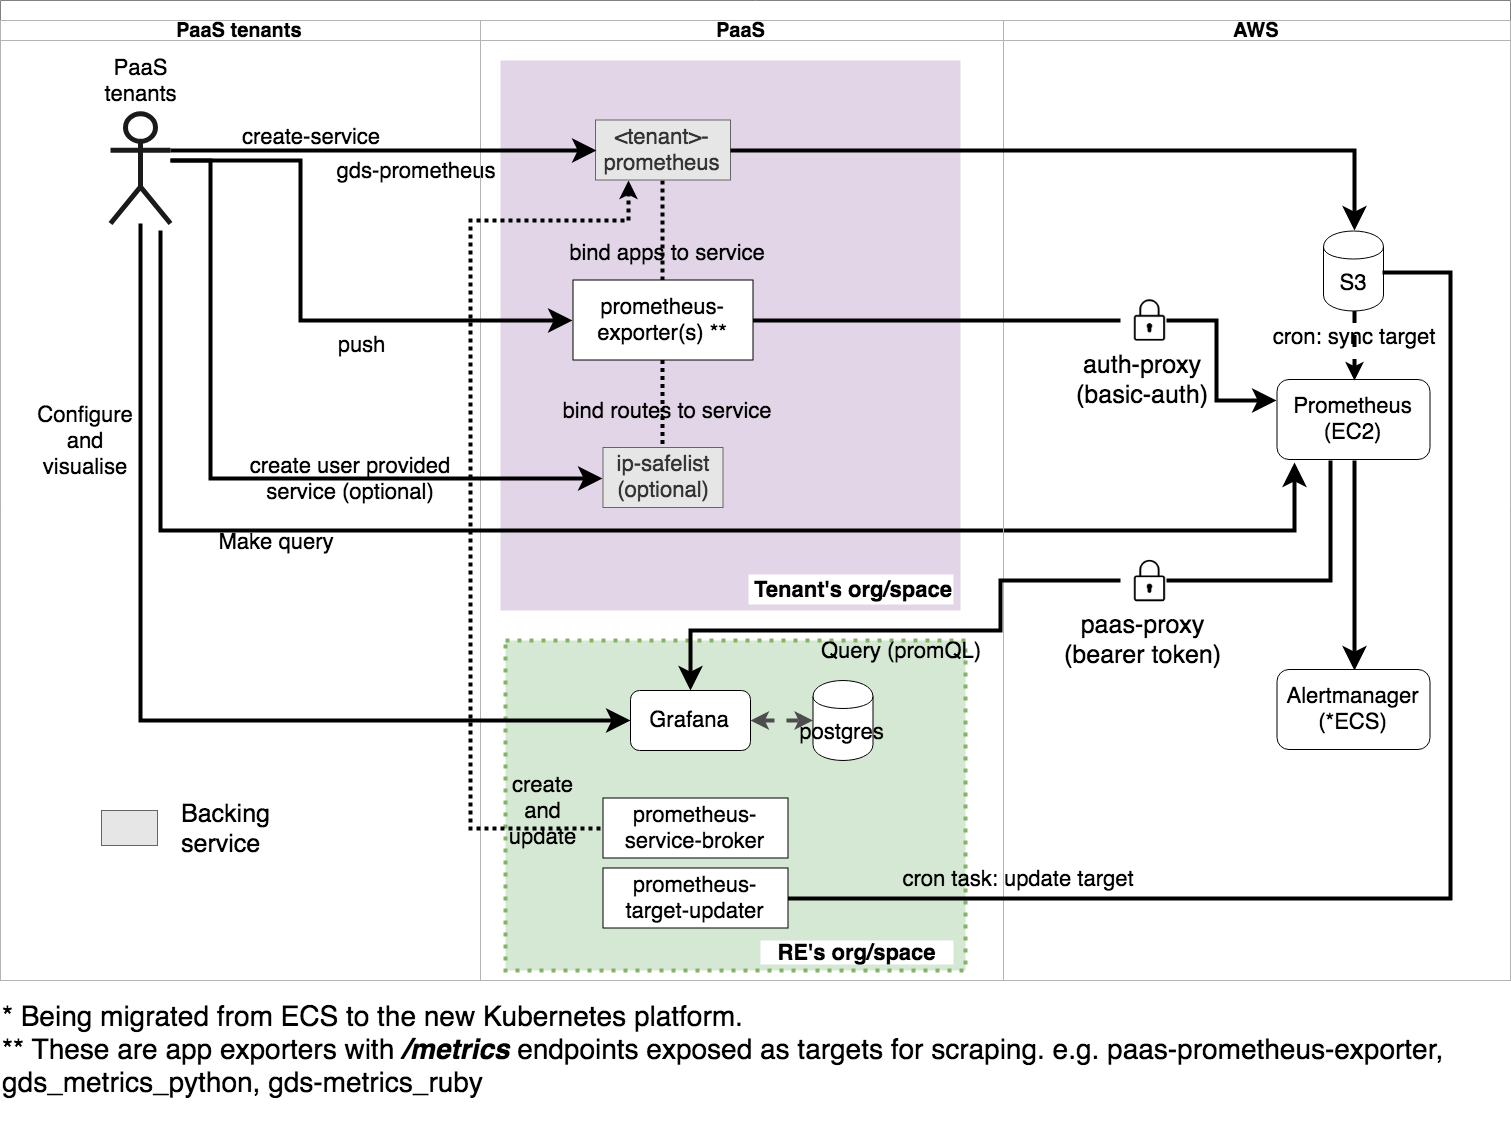 PaaS tenants
PaaS
AWS
PaaS
tenants
create-service
gds-prometheus
<tenant>-
prometheus
bind apps to service
S3
prometheus-
exporter(s) **
push
cron: sync target
auth-proxy
(basic-auth)
Prometheus
(EC2)
Configure
and
visualise
bind routes to service
create user provided
service (optional)
ip-safelist
(optional)
Make query
Tenant's org/space
paas-proxy
(bearer token)
Query (promQL)
Grafana
postgres
Alertmanager
(*ECS)
create
and
update
Backing
service
prometheus-
service-broker
prometheus-
target-updater
cron task: update target
RE's org/space
* Being migrated from ECS to the new Kubernetes platform.
** These are app exporters with /metrics endpoints exposed as targets for scraping. e.g. paas-prometheus-exporter,
gds_metrics_python, gds-metrics_ruby